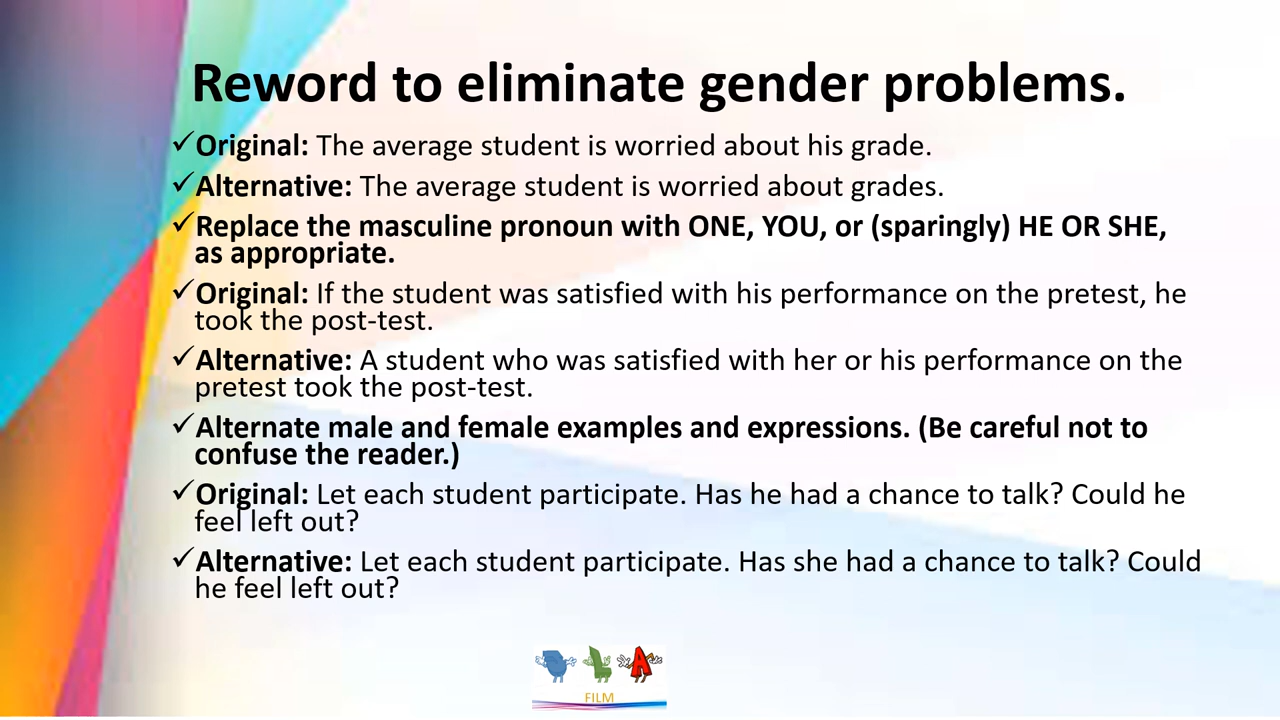 Reword to eliminate gender problems.
✓Original: The average student is worried about his grade.
✓Alternative: The average student is worried about grades.
✓Replace the masculine pronoun with ONE, YOU, or (sparingly) HE OR SHE,
as appropriate.
✓Original: If the student was satisfied with his performance on the pretest, he
took the post-test.
✓Alternative: A student who was satisfied with her or his performance on the
pretest took the post-test.
✓Alternate male and female examples and expressions. (Be careful not to
confuse the reader.)
✓Original: Let each student participate. Has he had a chance to talk? Could he
feel left out?
✓Alternative: Let each student participate. Has she had a chance to talk? Could
he feel left out?
FILM